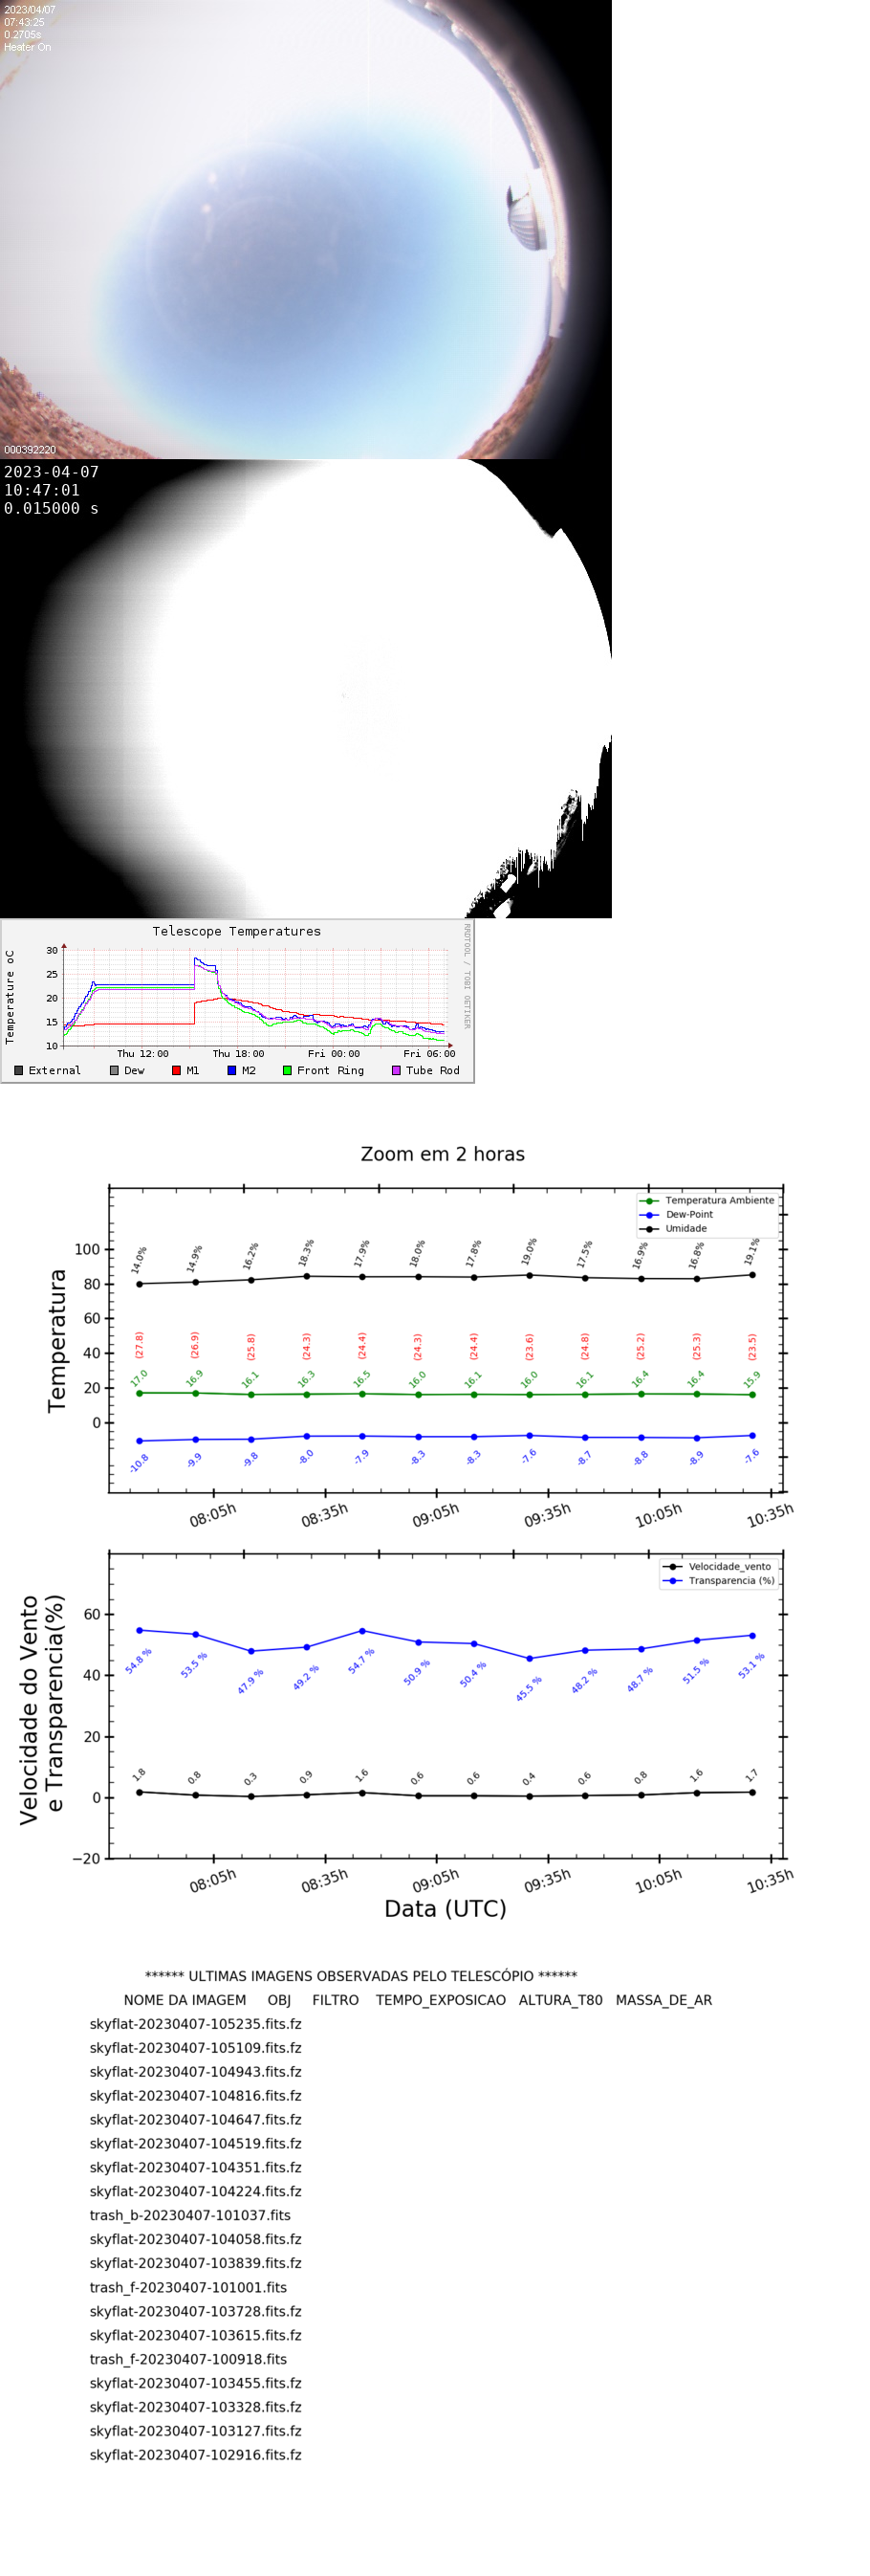 2023/04/07
07:43:25
0.2705s
Heater On
000392220
2023-04-07
10:47:01
0.015000 s
Telescope Temperatures
RRDTOOL / TOBI OETIKER
Temperature oC
30
25
20
15
10
Thu 12:00 Thu 18:00 Fri 00:00 Fri 06:00
External Dew M1 M2 Front Ring Tube Rod
Zoom em 2 horas
Temperatura Ambiente
Dew-Point
Umidade
Temperatura
100
80
60
40
20
0
14.0% 14.9% 16.2% 18.3% 17.9% 18.0% 17.8% 19.0% 17.5% 16.9% 16.8% 19.1%
(27.8) (26.9) (25.8) (24.3) (24.4) (24.3) (24.4) (23.6) (24.8) (25.2) (25.3) (23.5)
17.0 16.9 16.1 16.3 16.5 16.0 16.1 16.0 16.1 16.4 16.4 15.9
-10.8 -9.9 -9.8 -8.0 -7.9 -8.3 -8.3 -7.6 -8.7 -8.8 -8.9 -7.6
08:05h 08:35h 09:05h 09:35h 10:05h 10:35h
Velocidade_vento
Transparencia (%)
Velocidade do Vento
e Transparencia(%)
60
40
20
0
−20
54.8 % 53.5 % 47.9 % 49.2 % 54.7 % 50.9 % 50.4 % 45.5 % 48.2 % 48.7 % 51.5 % 53.1 %
1.8 0.8 0.3 0.9 1.6 0.6 0.6 0.4 0.6 0.8 1.6 1.7
08:05h 08:35h 09:05h 09:35h 10:05h 10:35h
Data (UTC)
****** ULTIMAS IMAGENS OBSERVADAS PELO TELESCÓPIO ******
NOME DA IMAGEM OBJ FILTRO TEMPO_EXPOSICAO ALTURA_T80 MASSA_DE_AR
skyflat-20230407-105235.fits.fz
skyflat-20230407-105109.fits.fz
skyflat-20230407-104943.fits.fz
skyflat-20230407-104816.fits.fz
skyflat-20230407-104647.fits.fz
skyflat-20230407-104519.fits.fz
skyflat-20230407-104351.fits.fz
skyflat-20230407-104224.fits.fz
trash_b-20230407-101037.fits
skyflat-20230407-104058.fits.fz
skyflat-20230407-103839.fits.fz
trash_f-20230407-101001.fits
skyflat-20230407-103728.fits.fz
skyflat-20230407-103615.fits.fz
trash_f-20230407-100918.fits
skyflat-20230407-103455.fits.fz
skyflat-20230407-103328.fits.fz
skyflat-20230407-103127.fits.fz
skyflat-20230407-102916.fits.fz